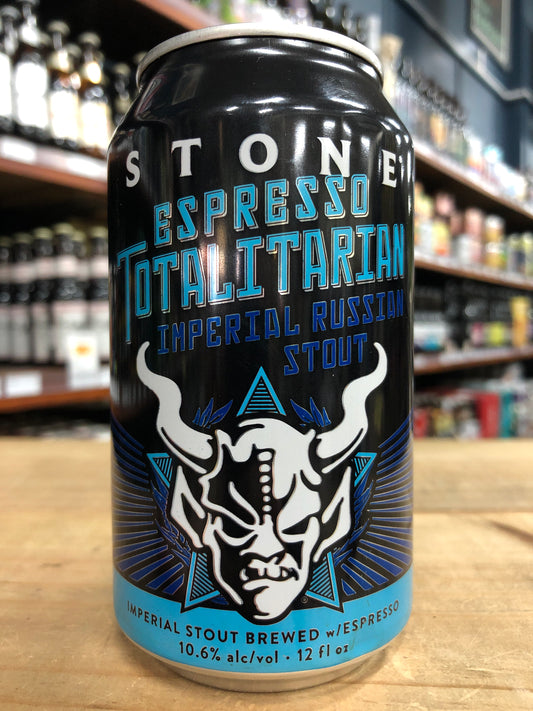 STONE
ESPRESSO
TOTALITARIAN
IMPERIAL RUSSIAN
STOUT
IMPERIAL STOUT BREWED w/ESPRESSO
10.6% alc/vol · 12 fl oz